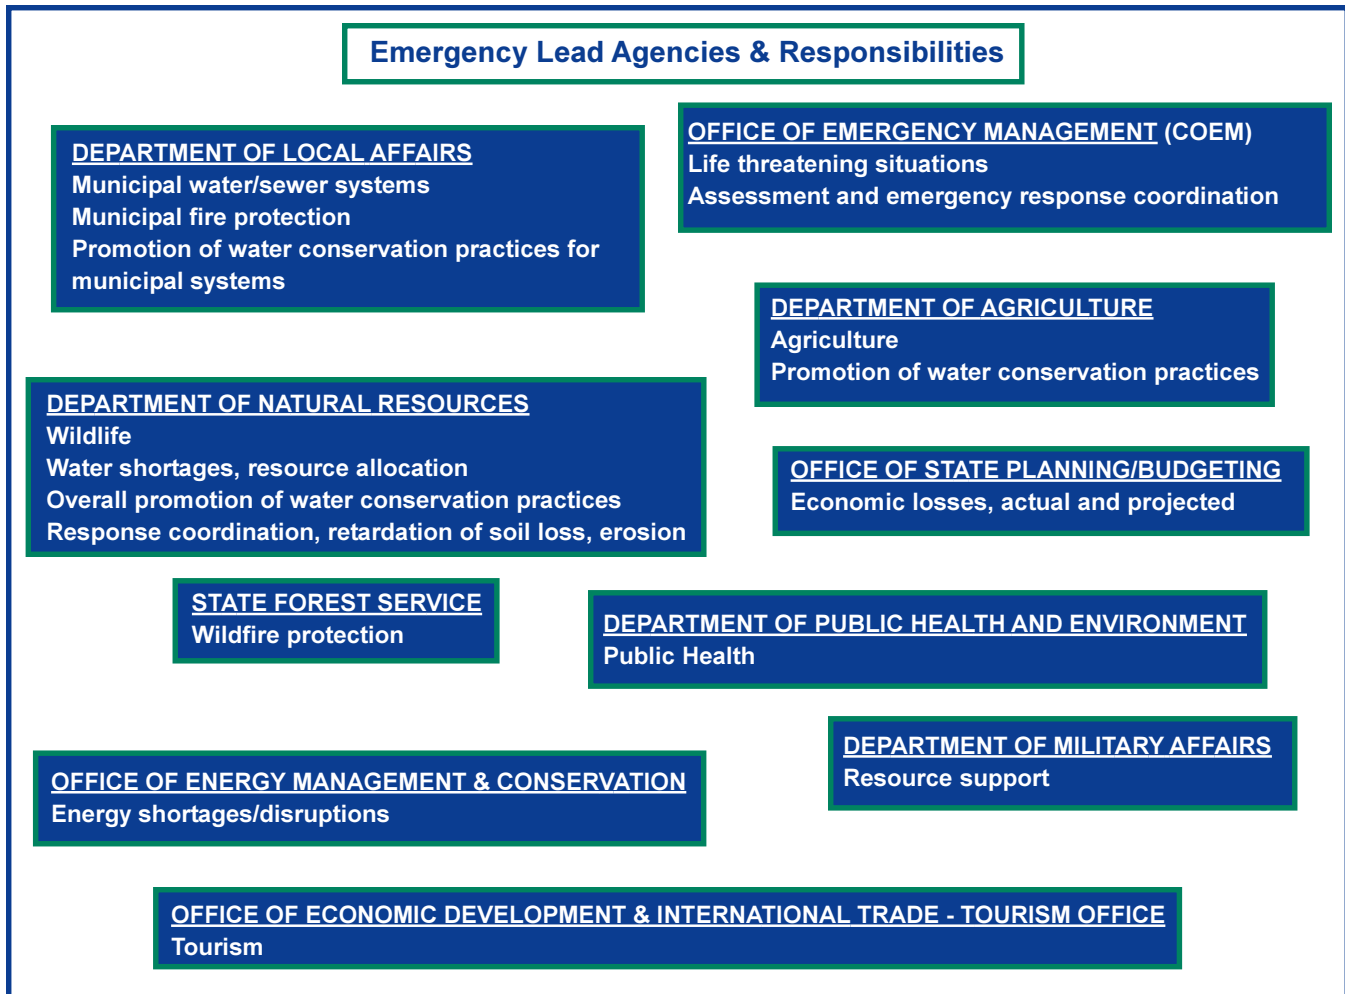 Emergency Lead Agencies & Responsibilities
DEPARTMENT OF LOCAL AFFAIRS
Municipal water/sewer systems
Municipal fire protection
Promotion of water conservation practices for
municipal systems
OFFICE OF EMERGENCY MANAGEMENT (COEM)
Life threatening situations
Assessment and emergency response coordination
DEPARTMENT OF AGRICULTURE
Agriculture
Promotion of water conservation practices
DEPARTMENT OF NATURAL RESOURCES
Wildlife
Water shortages, resource allocation
Overall promotion of water conservation practices
Response coordination, retardation of soil loss, erosion
OFFICE OF STATE PLANNING/BUDGETING
Economic losses, actual and projected
STATE FOREST SERVICE
Wildfire protection
DEPARTMENT OF PUBLIC HEALTH AND ENVIRONMENT
Public Health
DEPARTMENT OF MILITARY AFFAIRS
Resource support
OFFICE OF ENERGY MANAGEMENT & CONSERVATION
Energy shortages/disruptions
OFFICE OF ECONOMIC DEVELOPMENT & INTERNATIONAL TRADE - TOURISM OFFICE
Tourism